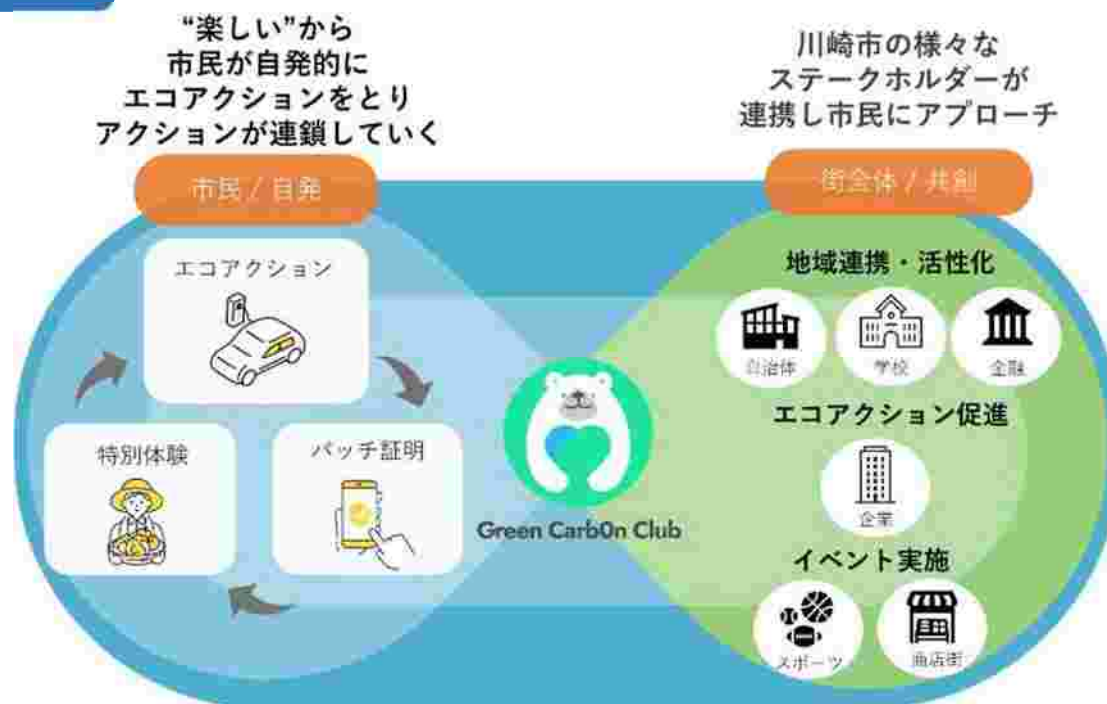 “楽しい”から
市民が自発的に
エコアクションをとり
アクションが連鎖していく
市民 / 自発
エコアクション
特別体験
バッチ証明
Green Carb0n Club
川崎市の様々な
ステークホルダーが
連携し市民にアプローチ
街全体 / 共創
地域連携・活性化
自治体
学校
金融
エコアクション促進
企業
イベント実施
スポーツ
商店街